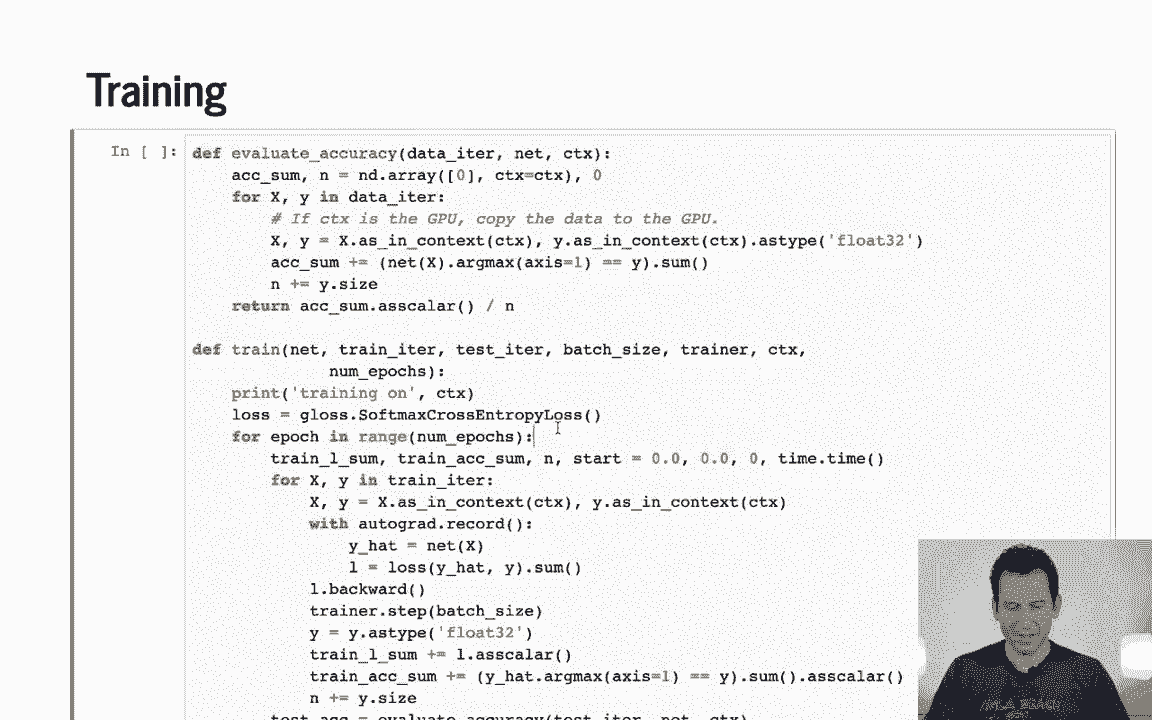 Training
In [ ]:
def evaluate_accuracy(data_iter, net, ctx):
    acc_sum, n = nd.array([0], ctx=ctx), 0
    for X, y in data_iter:
        # If ctx is the GPU, copy the data to the GPU.
        X, y = X.as_in_context(ctx), y.as_in_context(ctx).astype('float32')
        acc_sum += (net(X).argmax(axis=1) == y).sum()
        n += y.size
    return acc_sum.asscalar() / n
def train(net, train_iter, test_iter, batch_size, trainer, ctx,
              num_epochs):
    print('training on', ctx)
    loss = gloss.SoftmaxCrossEntropyLoss()
    for epoch in range(num_epochs):
        train_l_sum, train_acc_sum, n, start = 0.0, 0.0, 0, time.time()
        for X, y in train_iter:
            X, y = X.as_in_context(ctx), y.as_in_context(ctx)
            with autograd.record():
                y_hat = net(X)
                l = loss(y_hat, y).sum()
            l.backward()
            trainer.step(batch_size)
            y = y.astype('float32')
            train_l_sum += l.asscalar()
            train_acc_sum += (y_hat.argmax(axis=1) == y).sum().asscalar()
            n += y.size
        test_acc = evaluate_accuracy(test_iter, net, ctx)